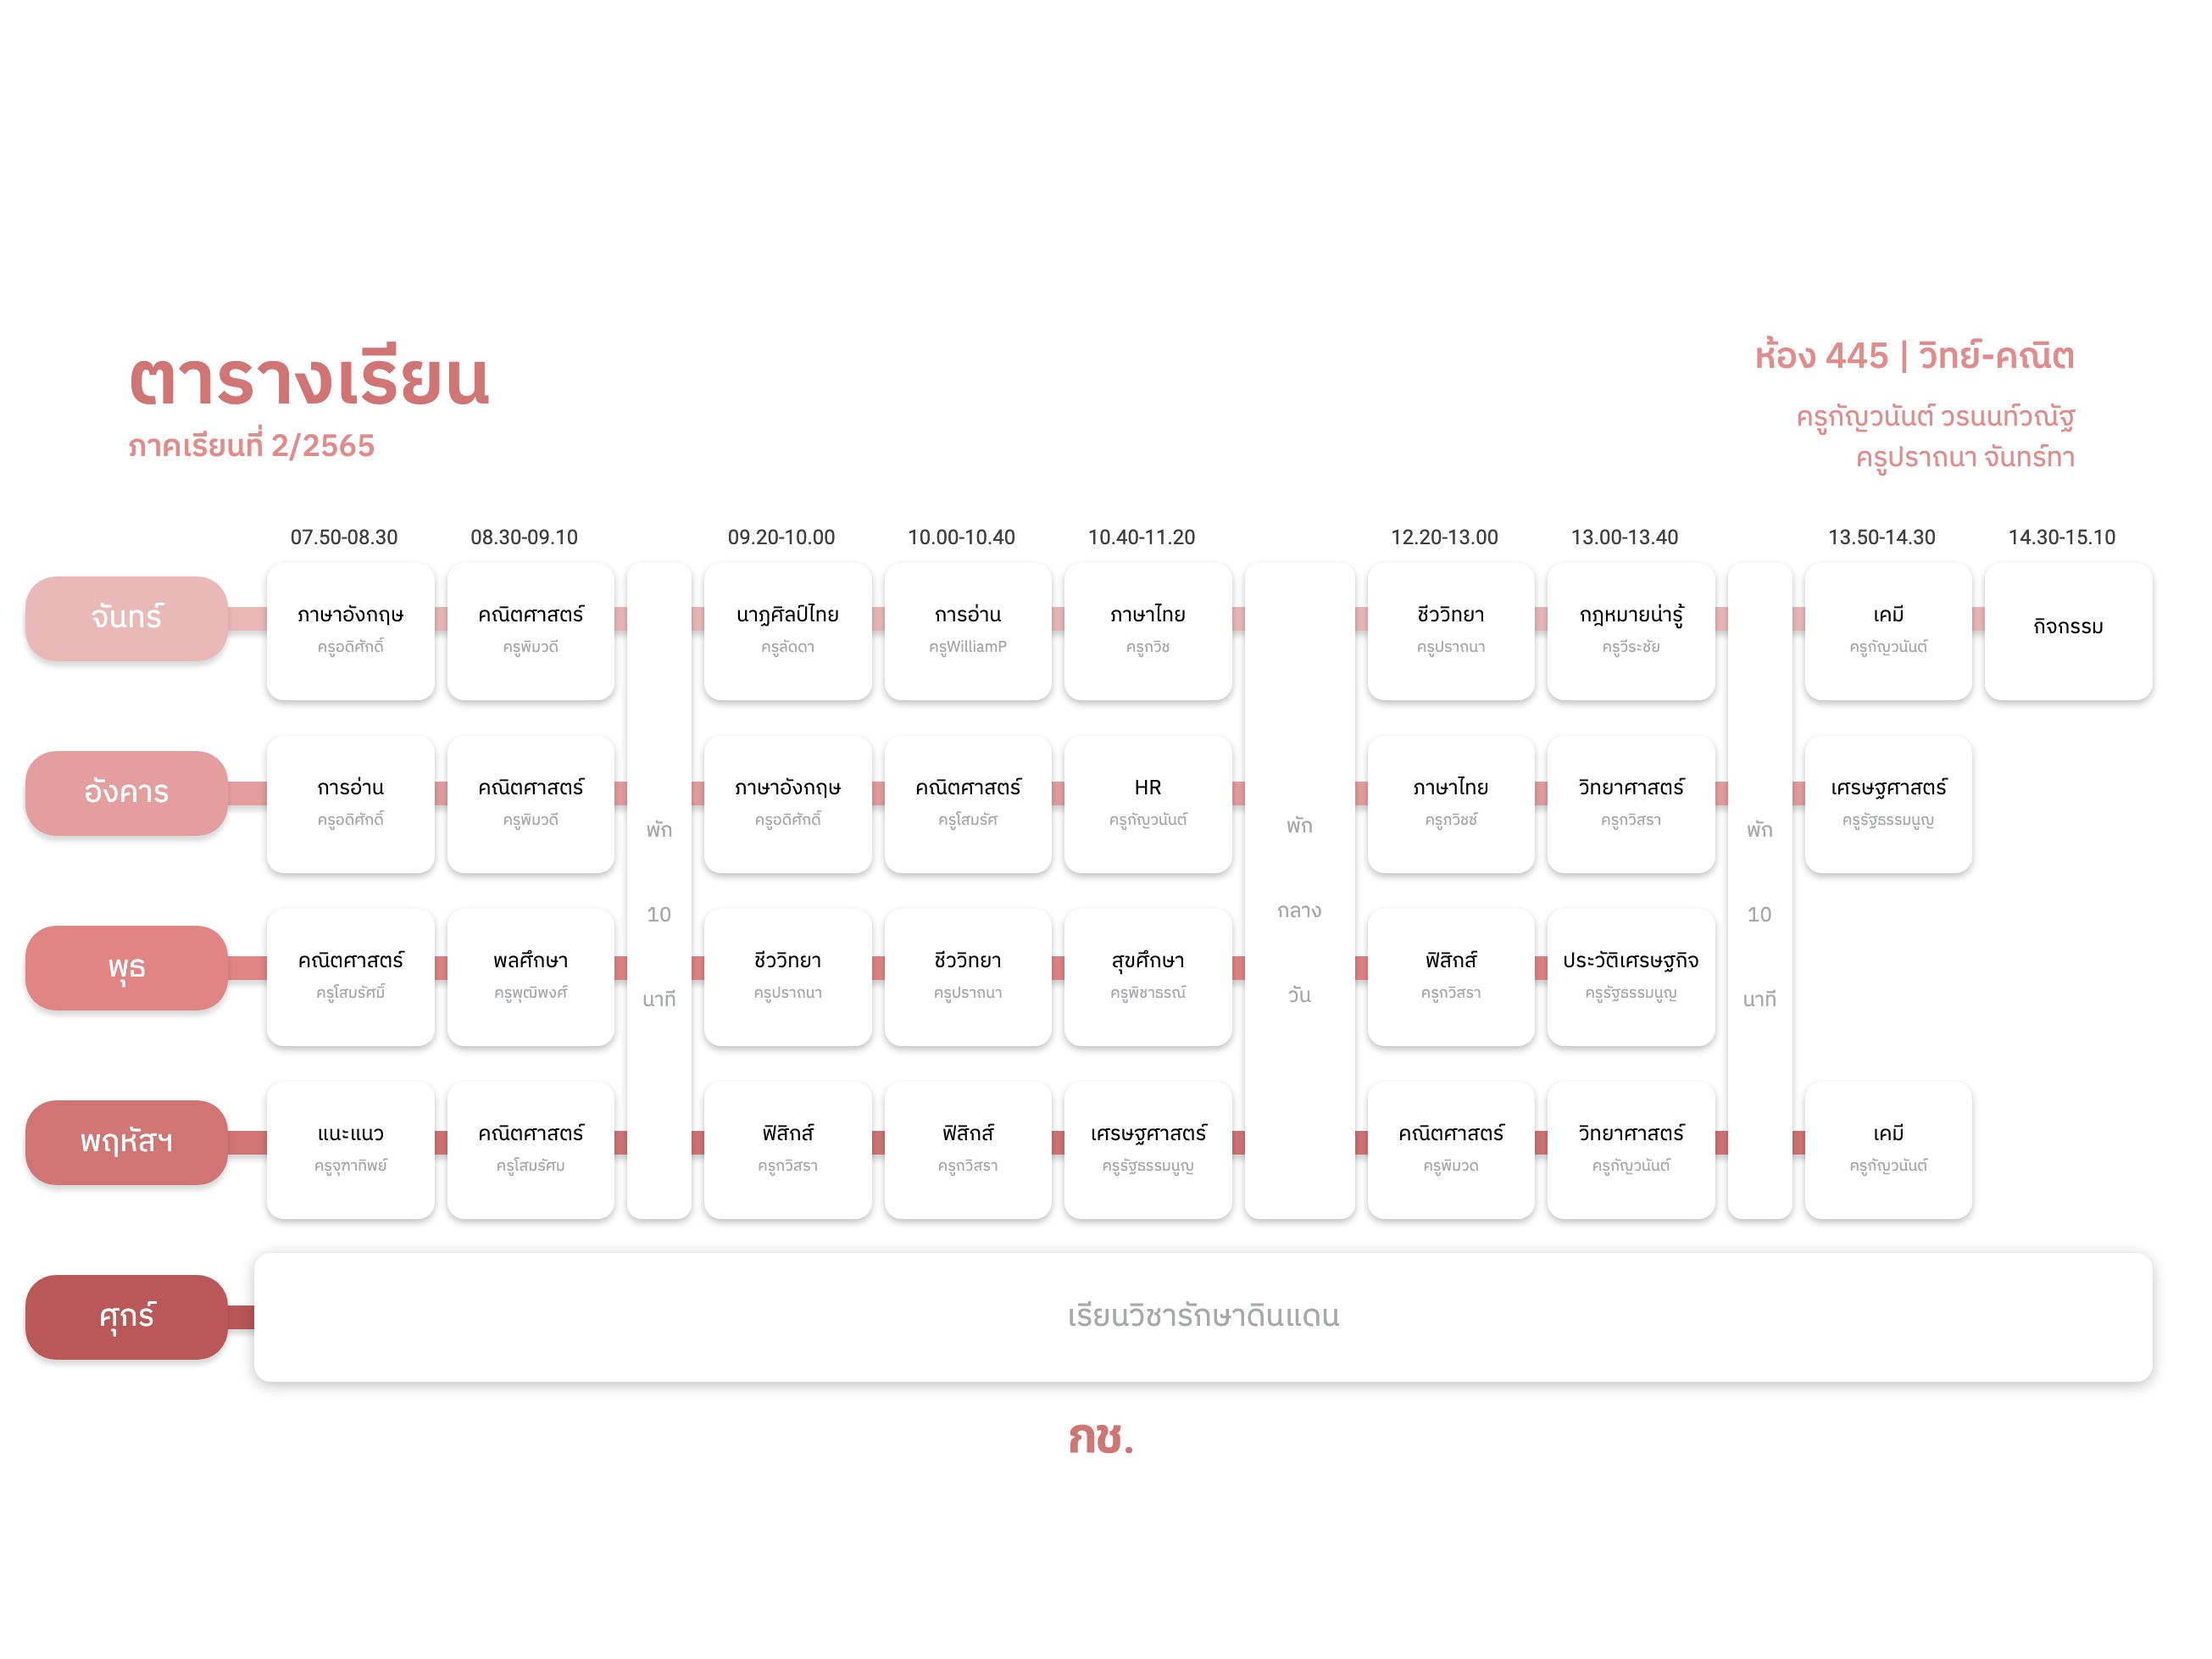 ตารางเรียน
ภาคเรียนที่ 2/2565
ห้อง 445 | วิทย์-คณิต
ครูกัญวนันต์ วรนนท์วณัฐ
ครูปราถนา จันทร์ทา
07.50-08.30 08.30-09.10 09.20-10.00 10.00-10.40 10.40-11.20 12.20-13.00 13.00-13.40 13.50-14.30 14.30-15.10
จันทร์
ภาษาอังกฤษ คณิตศาสตร์ นาฏศิลป์ไทย การอ่าน ภาษาไทย ชีววิทยา กฎหมายน่ารู้ เคมี กิจกรรม
ครูอดิศักดิ์ ครูพิมวดี ครูลัดดา ครูWilliamP ครูกวิช ครูปราถนา ครูวีระชัย ครูกัญวนันต์
อังคาร
การอ่าน คณิตศาสตร์ ภาษาอังกฤษ คณิตศาสตร์ HR ภาษาไทย วิทยาศาสตร์ เศรษฐศาสตร์
ครูอดิศักดิ์ ครูพิมวดี ครูอดิศักดิ์ ครูโสมรัศ ครูกัญวนันต์ ครูภวิชช์ ครูกวิสรา ครูรัฐธรรมนูญ
พัก
10
นาที
พัก
กลาง
วัน
พัก
10
นาที
พุธ
คณิตศาสตร์ พลศึกษา ชีววิทยา ชีววิทยา สุขศึกษา ฟิสิกส์ ประวัติเศรษฐกิจ
ครูโสมรัศมิ์ ครูพุฒิพงศ์ ครูปราถนา ครูปราถนา ครูพิชาธรณ์ ครูกวิสรา ครูรัฐธรรมนูญ
พฤหัสฯ
แนะแนว คณิตศาสตร์ ฟิสิกส์ ฟิสิกส์ เศรษฐศาสตร์ คณิตศาสตร์ วิทยาศาสตร์ เคมี
ครูจุฑาทิพย์ ครูโสมรัศม ครูกวิสรา ครูกวิสรา ครูรัฐธรรมนูญ ครูพิมวด ครูกัญวนันต์ ครูกัญวนันต์
ศุกร์
เรียนวิชารักษาดินแดน
กช.